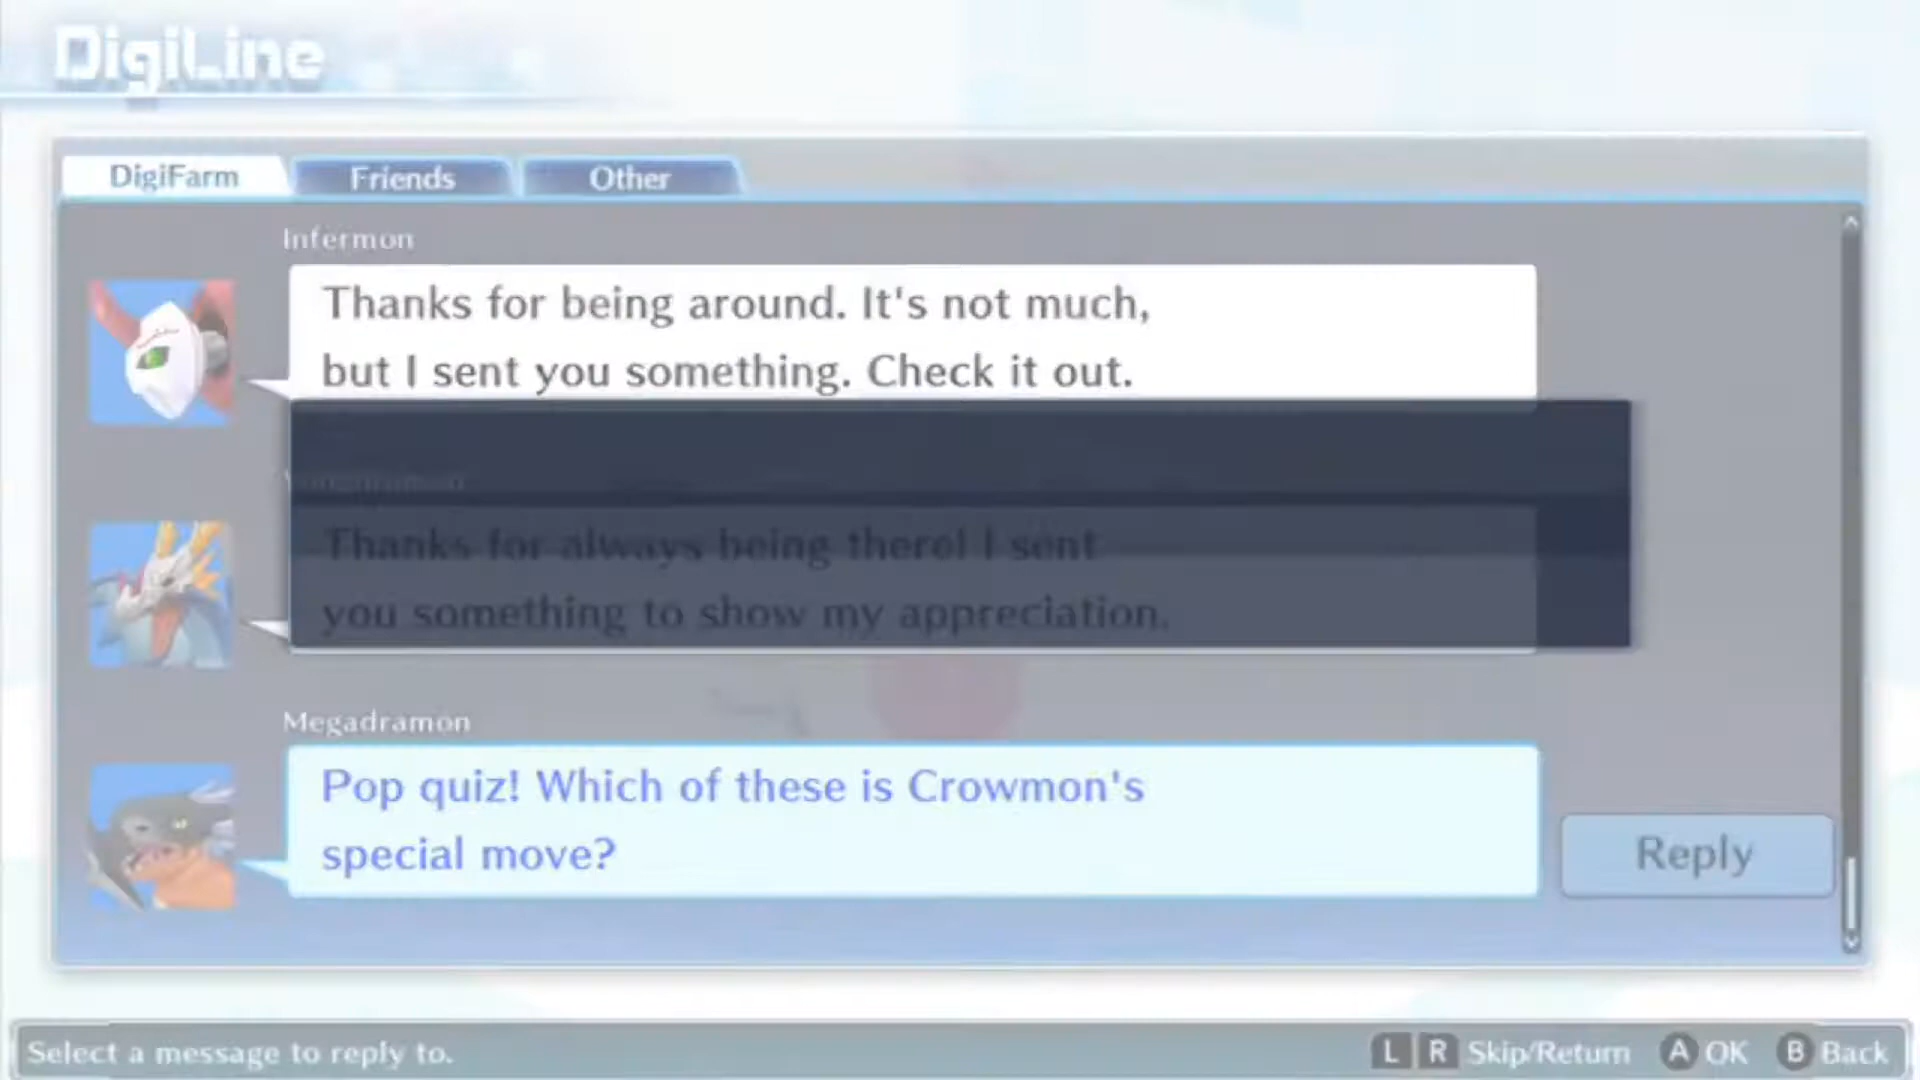 DigiLine
DigiFarm
Friends
Other
Infermon
Thanks for being around. It's not much,
but I sent you something. Check it out.
Thanks for always being there! I sent
you something to show my appreciation.
Megadramon
Pop quiz! Which of these is Crowmon's
special move?
Reply
Select a message to reply to.
L R Skip/Return A OK B Back